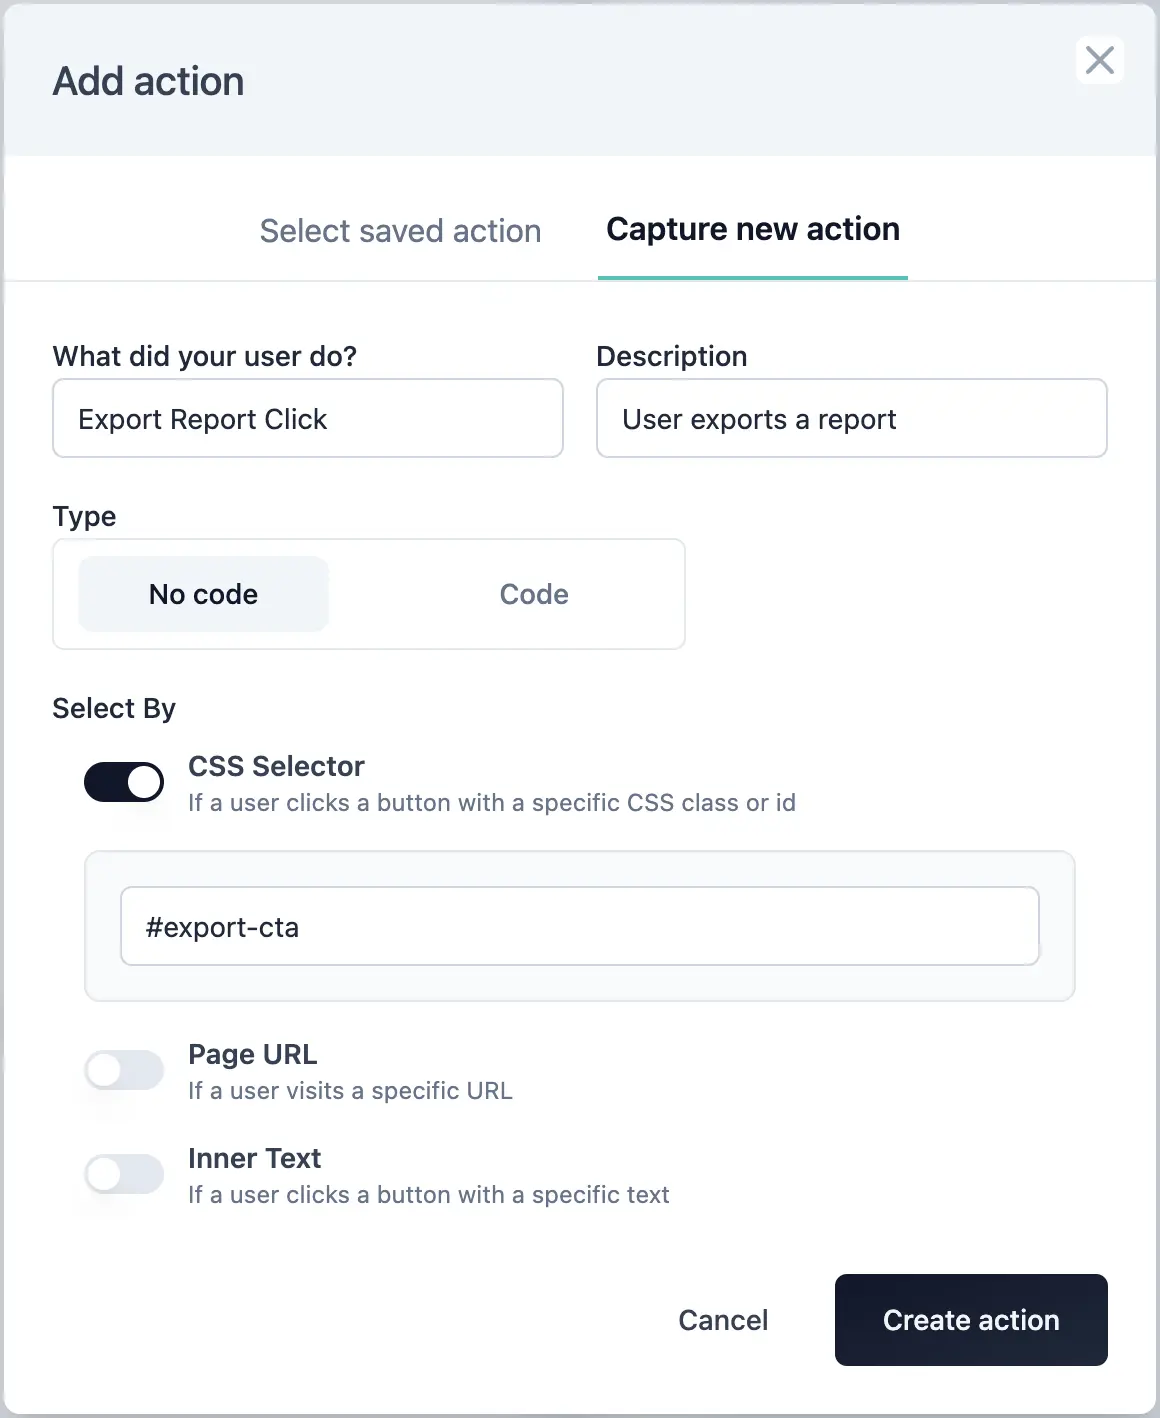 Add action
Select saved action
Capture new action
What did your user do?
Description
Export Report Click
User exports a report
Type
No code
Code
Select By
CSS Selector
If a user clicks a button with a specific CSS class or id
#export-cta
Page URL
If a user visits a specific URL
Inner Text
If a user clicks a button with a specific text
Cancel
Create action